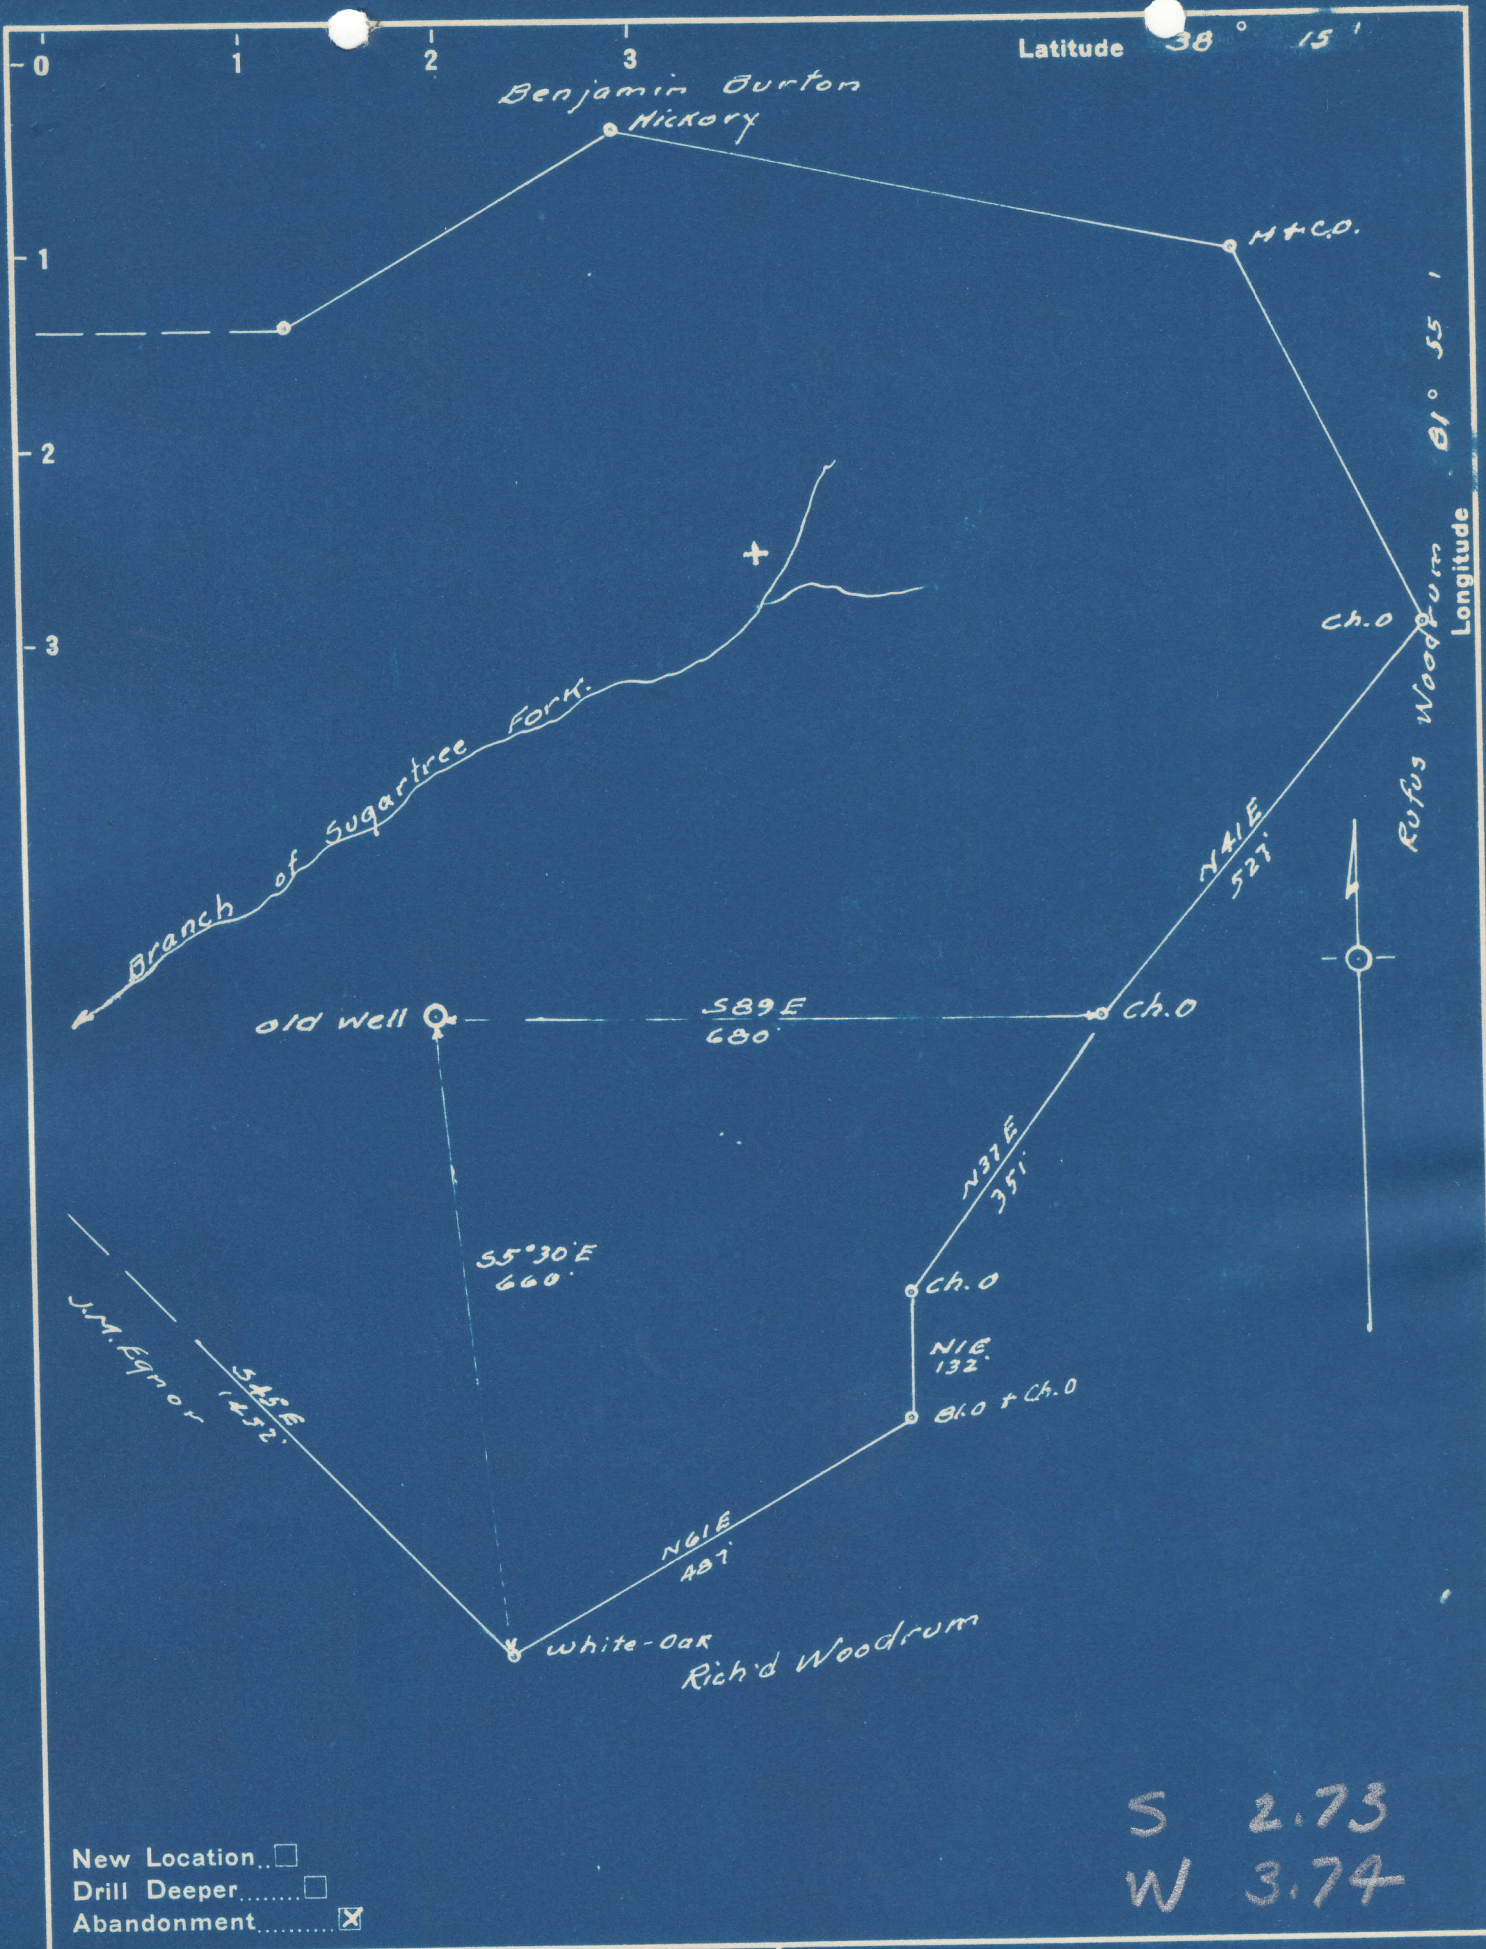 0 1 2 3 Latitude 38° 15'
Benjamin Burton
Hickory
H + C.O.
1
2
3
Longitude 81° 55'
Rufus Woodrum
Ch.O
Branch of Sugartree Fork.
N41E
527'
old well
S89E
680'
Ch.O
N37E
351'
S5°30'E
660'
Ch.O
N1E
132'
Bl.O + Ch.O
J.M. Egnor
S45E
1452'
N61E
487'
White-Oak
Rich'd Woodrum
S 2.73
W 3.74
New Location..
Drill Deeper........
Abandonment.......... X